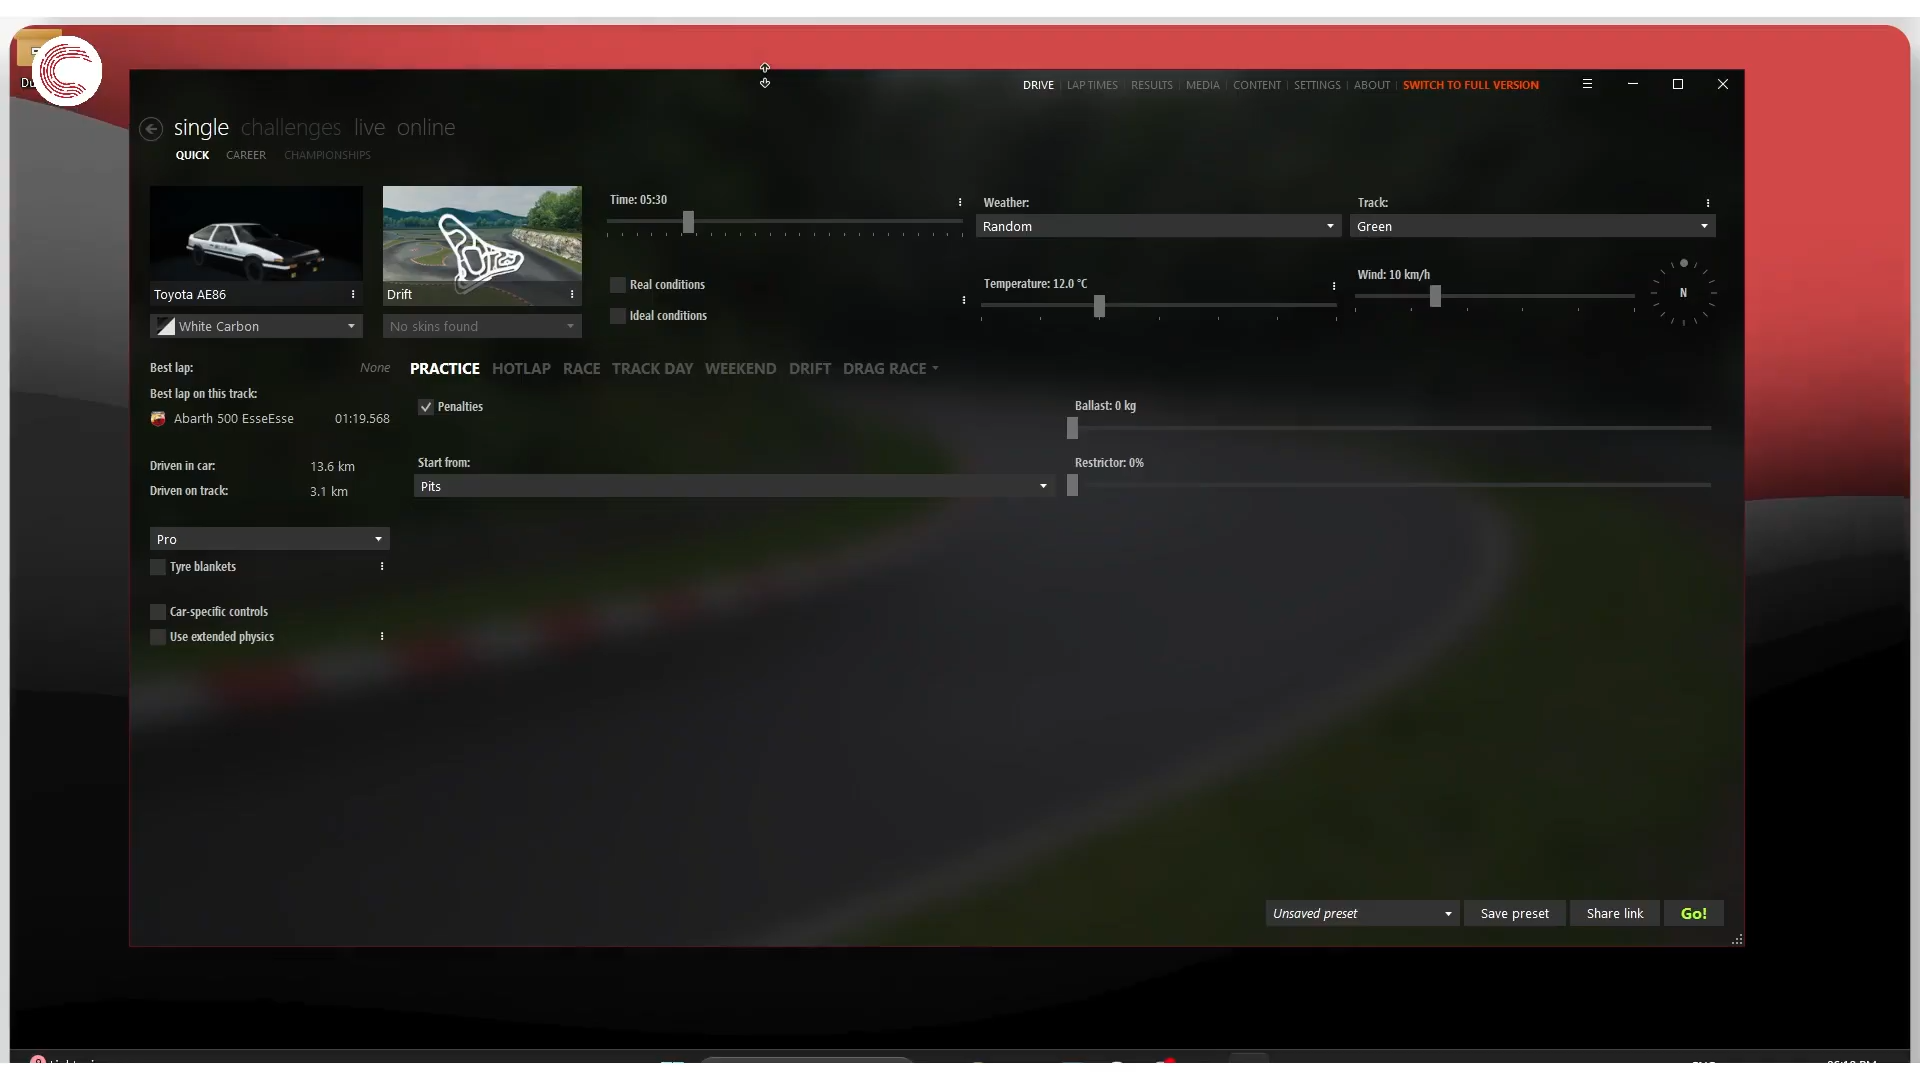 DRIVE | LAP TIMES | RESULTS | MEDIA | CONTENT | SETTINGS | ABOUT | SWITCH TO FULL VERSION
single challenges live online
QUICK CAREER CHAMPIONSHIPS
Time: 05:30
Weather:
Random
Track:
Green
Toyota AE86
Drift
Real conditions
Ideal conditions
Temperature: 12.0 °C
Wind: 10 km/h
N
White Carbon
No skins found
Best lap: None
Best lap on this track:
Abarth 500 EsseEsse 01:19.568
Driven in car: 13.6 km
Driven on track: 3.1 km
PRACTICE HOTLAP RACE TRACK DAY WEEKEND DRIFT DRAG RACE
Penalties
Ballast: 0 kg
Start from:
Pits
Restrictor: 0%
Pro
Tyre blankets
Car-specific controls
Use extended physics
Unsaved preset
Save preset
Share link
Go!